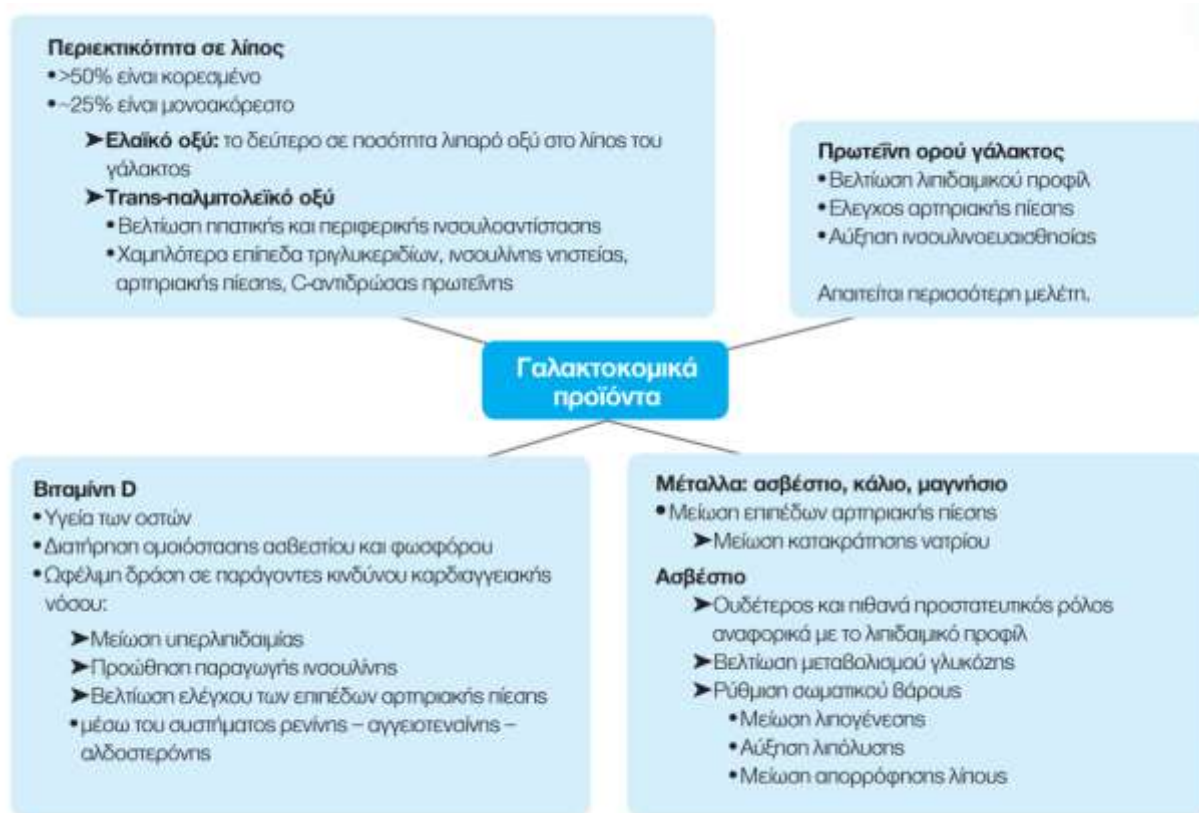 Περιεκτικότητα σε λίπος
•>50% είναι κορεσμένο
•~25% είναι μονοακόρεστο
➤Ελαϊκό οξύ: το δεύτερο σε ποσότητα λιπαρό οξύ στο λίπος του
γάλακτος
➤Trans-παλμιτολεϊκό οξύ
•Βελτίωση ηπατικής και περιφερικής ινσουλοαντίστασης
•Χαμηλότερα επίπεδα τριγλυκεριδίων, ινσουλίνης νηστείας,
αρτηριακής πίεσης, C-αντιδρώσας πρωτεΐνης
Πρωτεΐνη ορού γάλακτος
•Βελτίωση λιπιδαιμικού προφίλ
•Ελεγχος αρτηριακής πίεσης
•Αύξηση ινσουλινοευαισθησίας
Απαιτείται περισσότερη μελέτη.
Γαλακτοκομικά
προϊόντα
Βιταμίνη D
•Υγεία των οστών
•Διατήρηση ομοιόστασης ασβεστίου και φωσφόρου
•Ωφέλιμη δράση σε παράγοντες κινδύνου καρδιαγγειακής
νόσου:
➤Μείωση υπερλιπιδαιμίας
➤Προώθηση παραγωγής ινσουλίνης
➤Βελτίωση ελέγχου των επιπέδων αρτηριακής πίεσης
•μέσω του συστήματος ρενίνης – αγγειοτενσίνης –
αλδοστερόνης
Μέταλλα: ασβέστιο, κάλιο, μαγνήσιο
•Μείωση επιπέδων αρτηριακής πίεσης
➤Μείωση κατακράτησης νατρίου
Ασβέστιο
➤Ουδέτερος και πιθανά προστατευτικός ρόλος
αναφορικά με το λιπιδαιμικό προφίλ
➤Βελτίωση μεταβολισμού γλυκόζης
➤Ρύθμιση σωματικού βάρους
•Μείωση λιπογένεσης
•Αύξηση λιπόλυσης
•Μείωση απορρόφησης λίπους